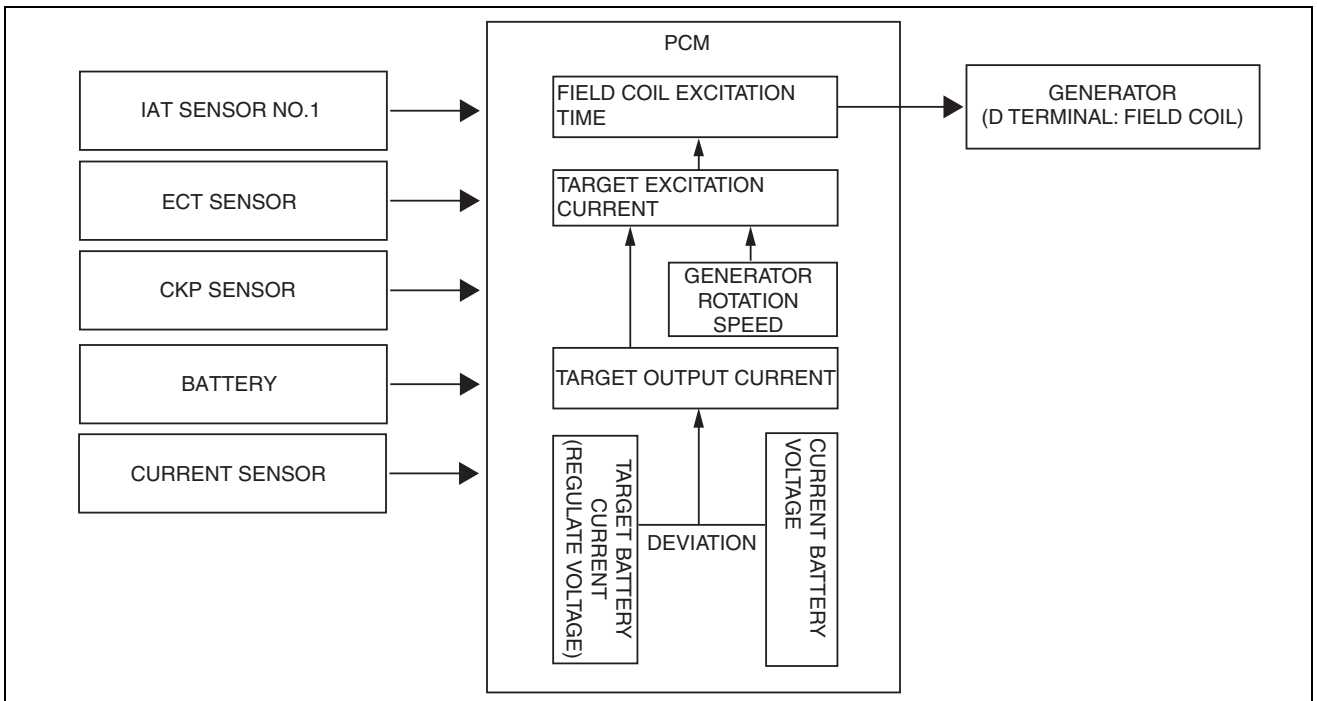 PCM
IAT SENSOR NO.1
ECT SENSOR
CKP SENSOR
BATTERY
CURRENT SENSOR
FIELD COIL EXCITATION
TIME
TARGET EXCITATION
CURRENT
GENERATOR
ROTATION
SPEED
TARGET OUTPUT CURRENT
TARGET BATTERY
CURRENT
(REGULATE VOLTAGE)
DEVIATION
CURRENT BATTERY
VOLTAGE
GENERATOR
(D TERMINAL: FIELD COIL)